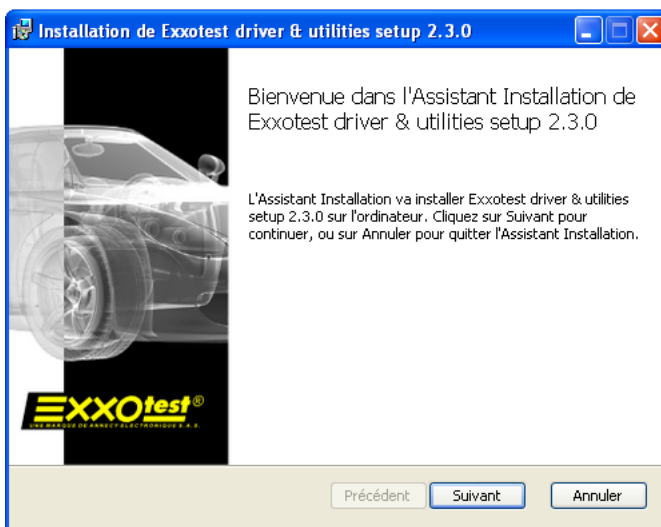 Installation de Exxotest driver & utilities setup 2.3.0
Bienvenue dans l'Assistant Installation de
Exxotest driver & utilities setup 2.3.0
L'Assistant Installation va installer Exxotest driver & utilities
setup 2.3.0 sur l'ordinateur. Cliquez sur Suivant pour
continuer, ou sur Annuler pour quitter l'Assistant Installation.
EXXOtest®
UNE MARQUE DE ANNECY ELECTRONIQUE S.A.S.
Précédent Suivant Annuler